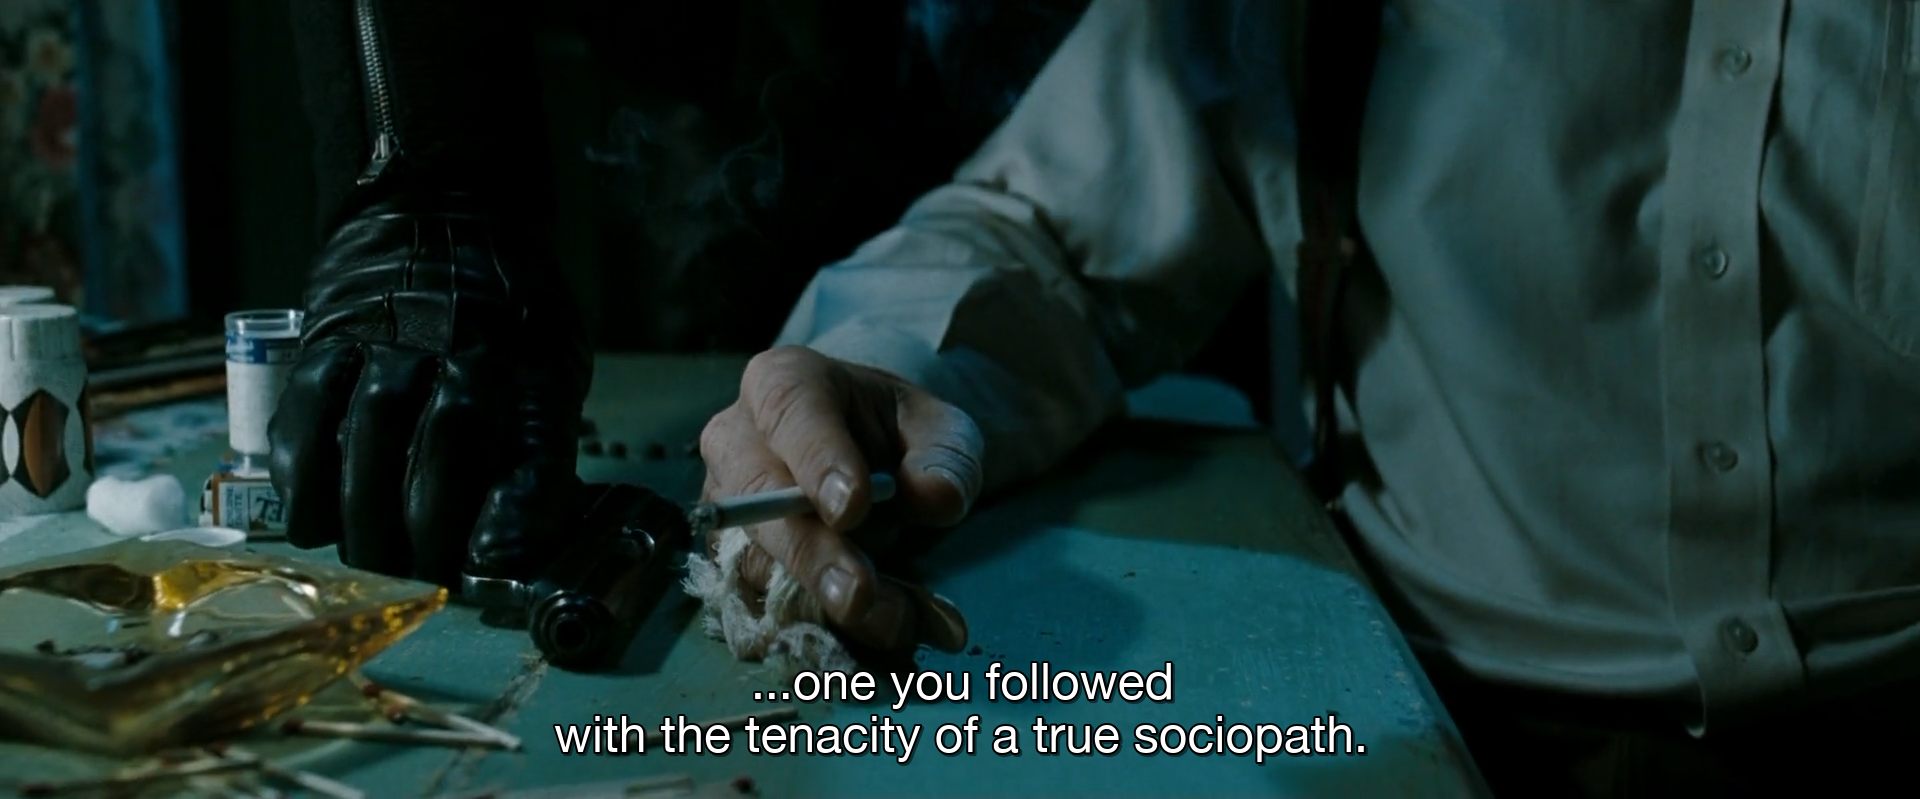 ...one you followed
with the tenacity of a true sociopath.